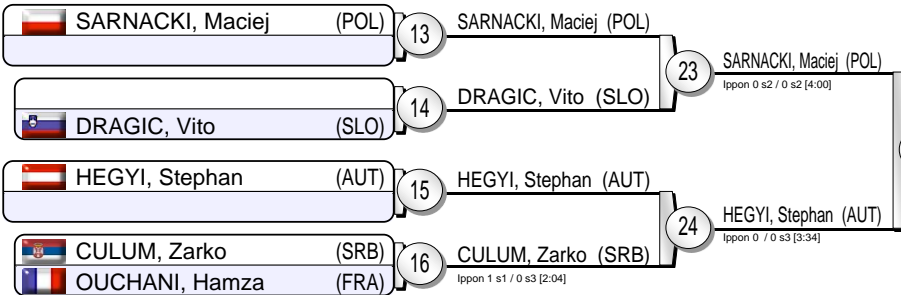 SARNACKI, Maciej (POL)
DRAGIC, Vito (SLO)
HEGYI, Stephan (AUT)
CULUM, Zarko (SRB)
OUCHANI, Hamza (FRA)
13
14
15
16
SARNACKI, Maciej (POL)
DRAGIC, Vito (SLO)
HEGYI, Stephan (AUT)
CULUM, Zarko (SRB)
Ippon 1 s1 / 0 s3 [2:04]
23
24
SARNACKI, Maciej (POL)
Ippon 0 s2 / 0 s2 [4:00]
HEGYI, Stephan (AUT)
Ippon 0 / 0 s3 [3:34]